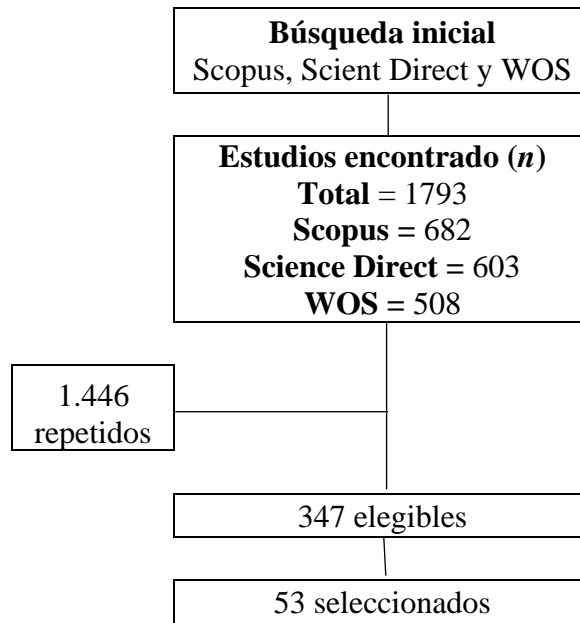 Búsqueda inicial
Scopus, Scient Direct y WOS
Estudios encontrado (n)
Total = 1793
Scopus = 682
Science Direct = 603
WOS = 508
1.446
repetidos
347 elegibles
53 seleccionados